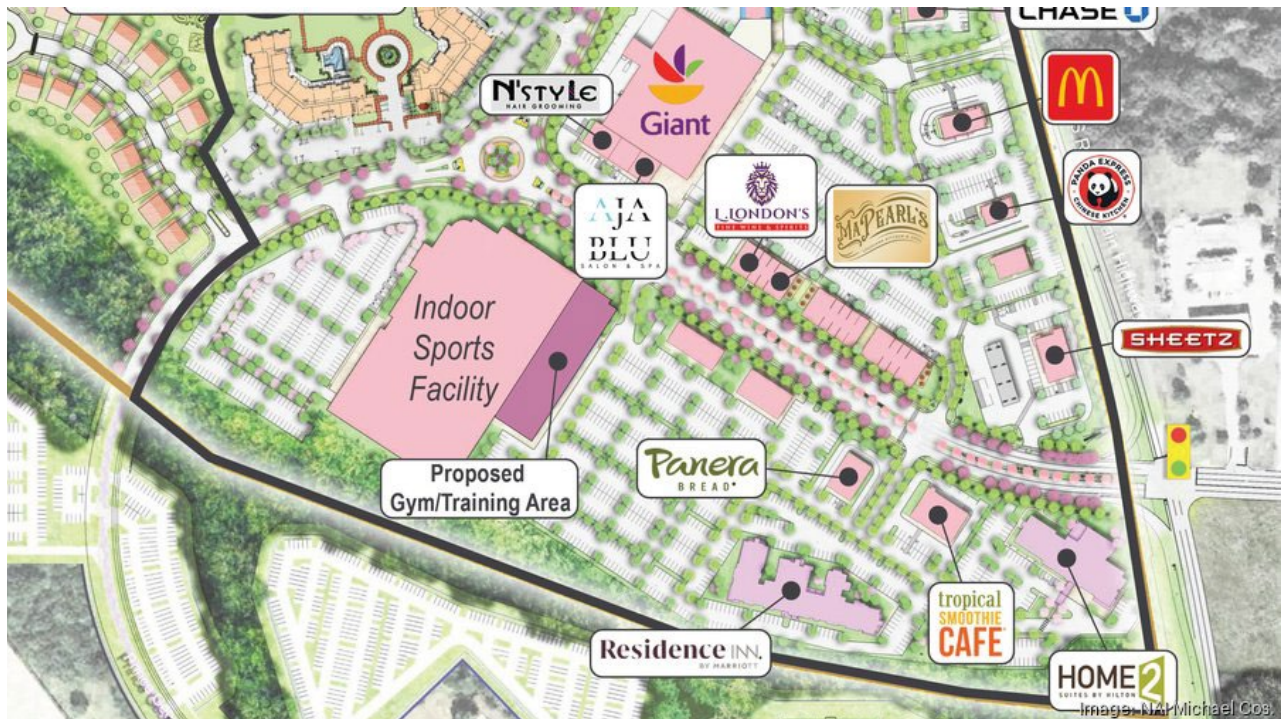 CHASE
N'STYLE
HAIR GROOMING
Giant
PANDA EXPRESS
CHINESE KITCHEN
AJA
BLU
SALON & SPA
L.LONDON'S
FINE WINE & SPIRITS
MA'PEARL'S
Indoor
Sports
Facility
SHEETZ
Proposed
Gym/Training Area
Panera
BREAD
tropical
SMOOTHIE
CAFE
Residence INN.
BY MARRIOTT
HOME2
SUITES BY HILTON
Image: NAI Michael Cos.